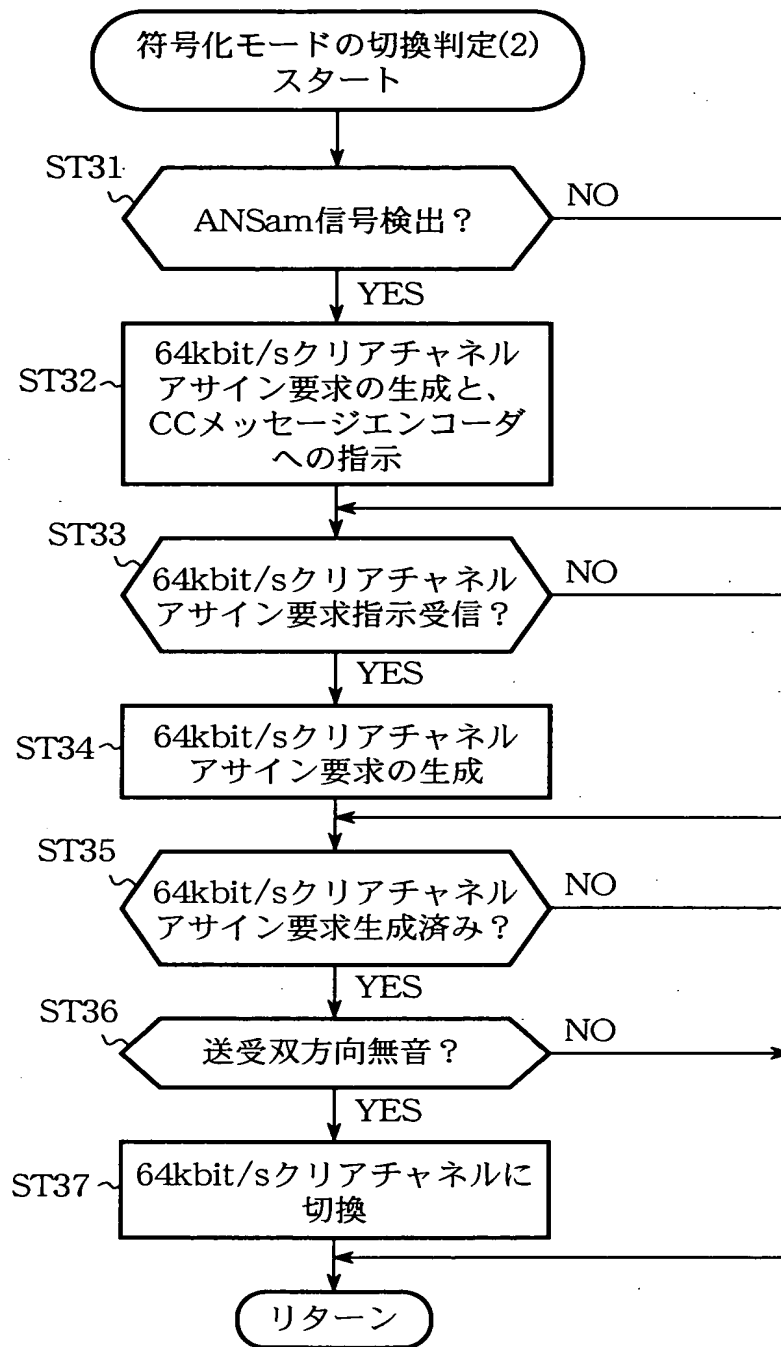 符号化モードの切換判定(2)
スタート
ST31
ANSam信号検出?
NO
YES
ST32
64kbit/sクリアチャネル
アサイン要求の生成と、
CCメッセージエンコーダ
への指示
ST33
64kbit/sクリアチャネル
アサイン要求指示受信?
NO
YES
ST34
64kbit/sクリアチャネル
アサイン要求の生成
ST35
64kbit/sクリアチャネル
アサイン要求生成済み?
NO
YES
ST36
送受双方向無音?
NO
YES
ST37
64kbit/sクリアチャネルに
切換
リターン